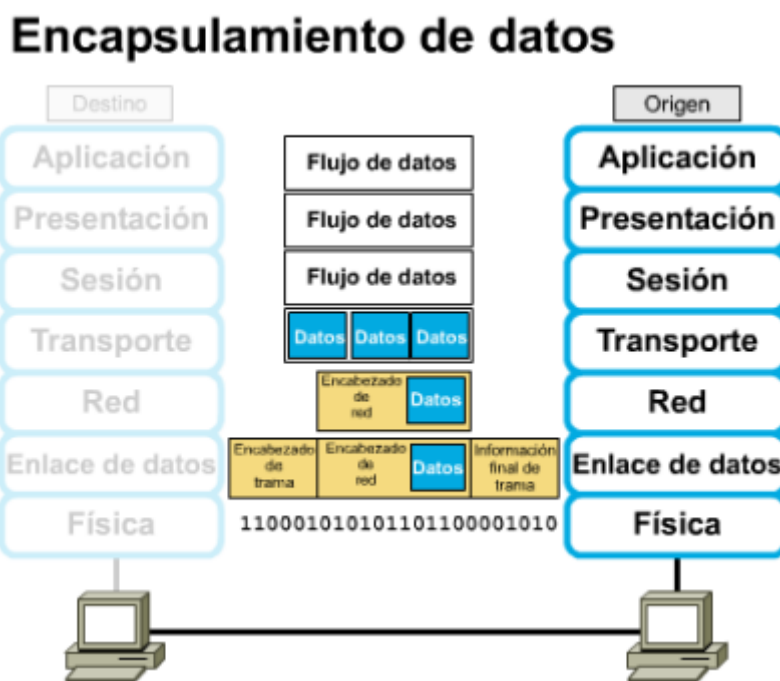 Encapsulamiento de datos
Destino
Origen
Aplicación
Flujo de datos
Aplicación
Presentación
Flujo de datos
Presentación
Sesión
Flujo de datos
Sesión
Transporte
Datos Datos Datos
Transporte
Red
Encabezado
de
red
Datos
Red
Enlace de datos
Encabezado
de
trama
Encabezado
de
red
Datos
Información
final de
trama
Enlace de datos
Física
110001010101101100001010
Física